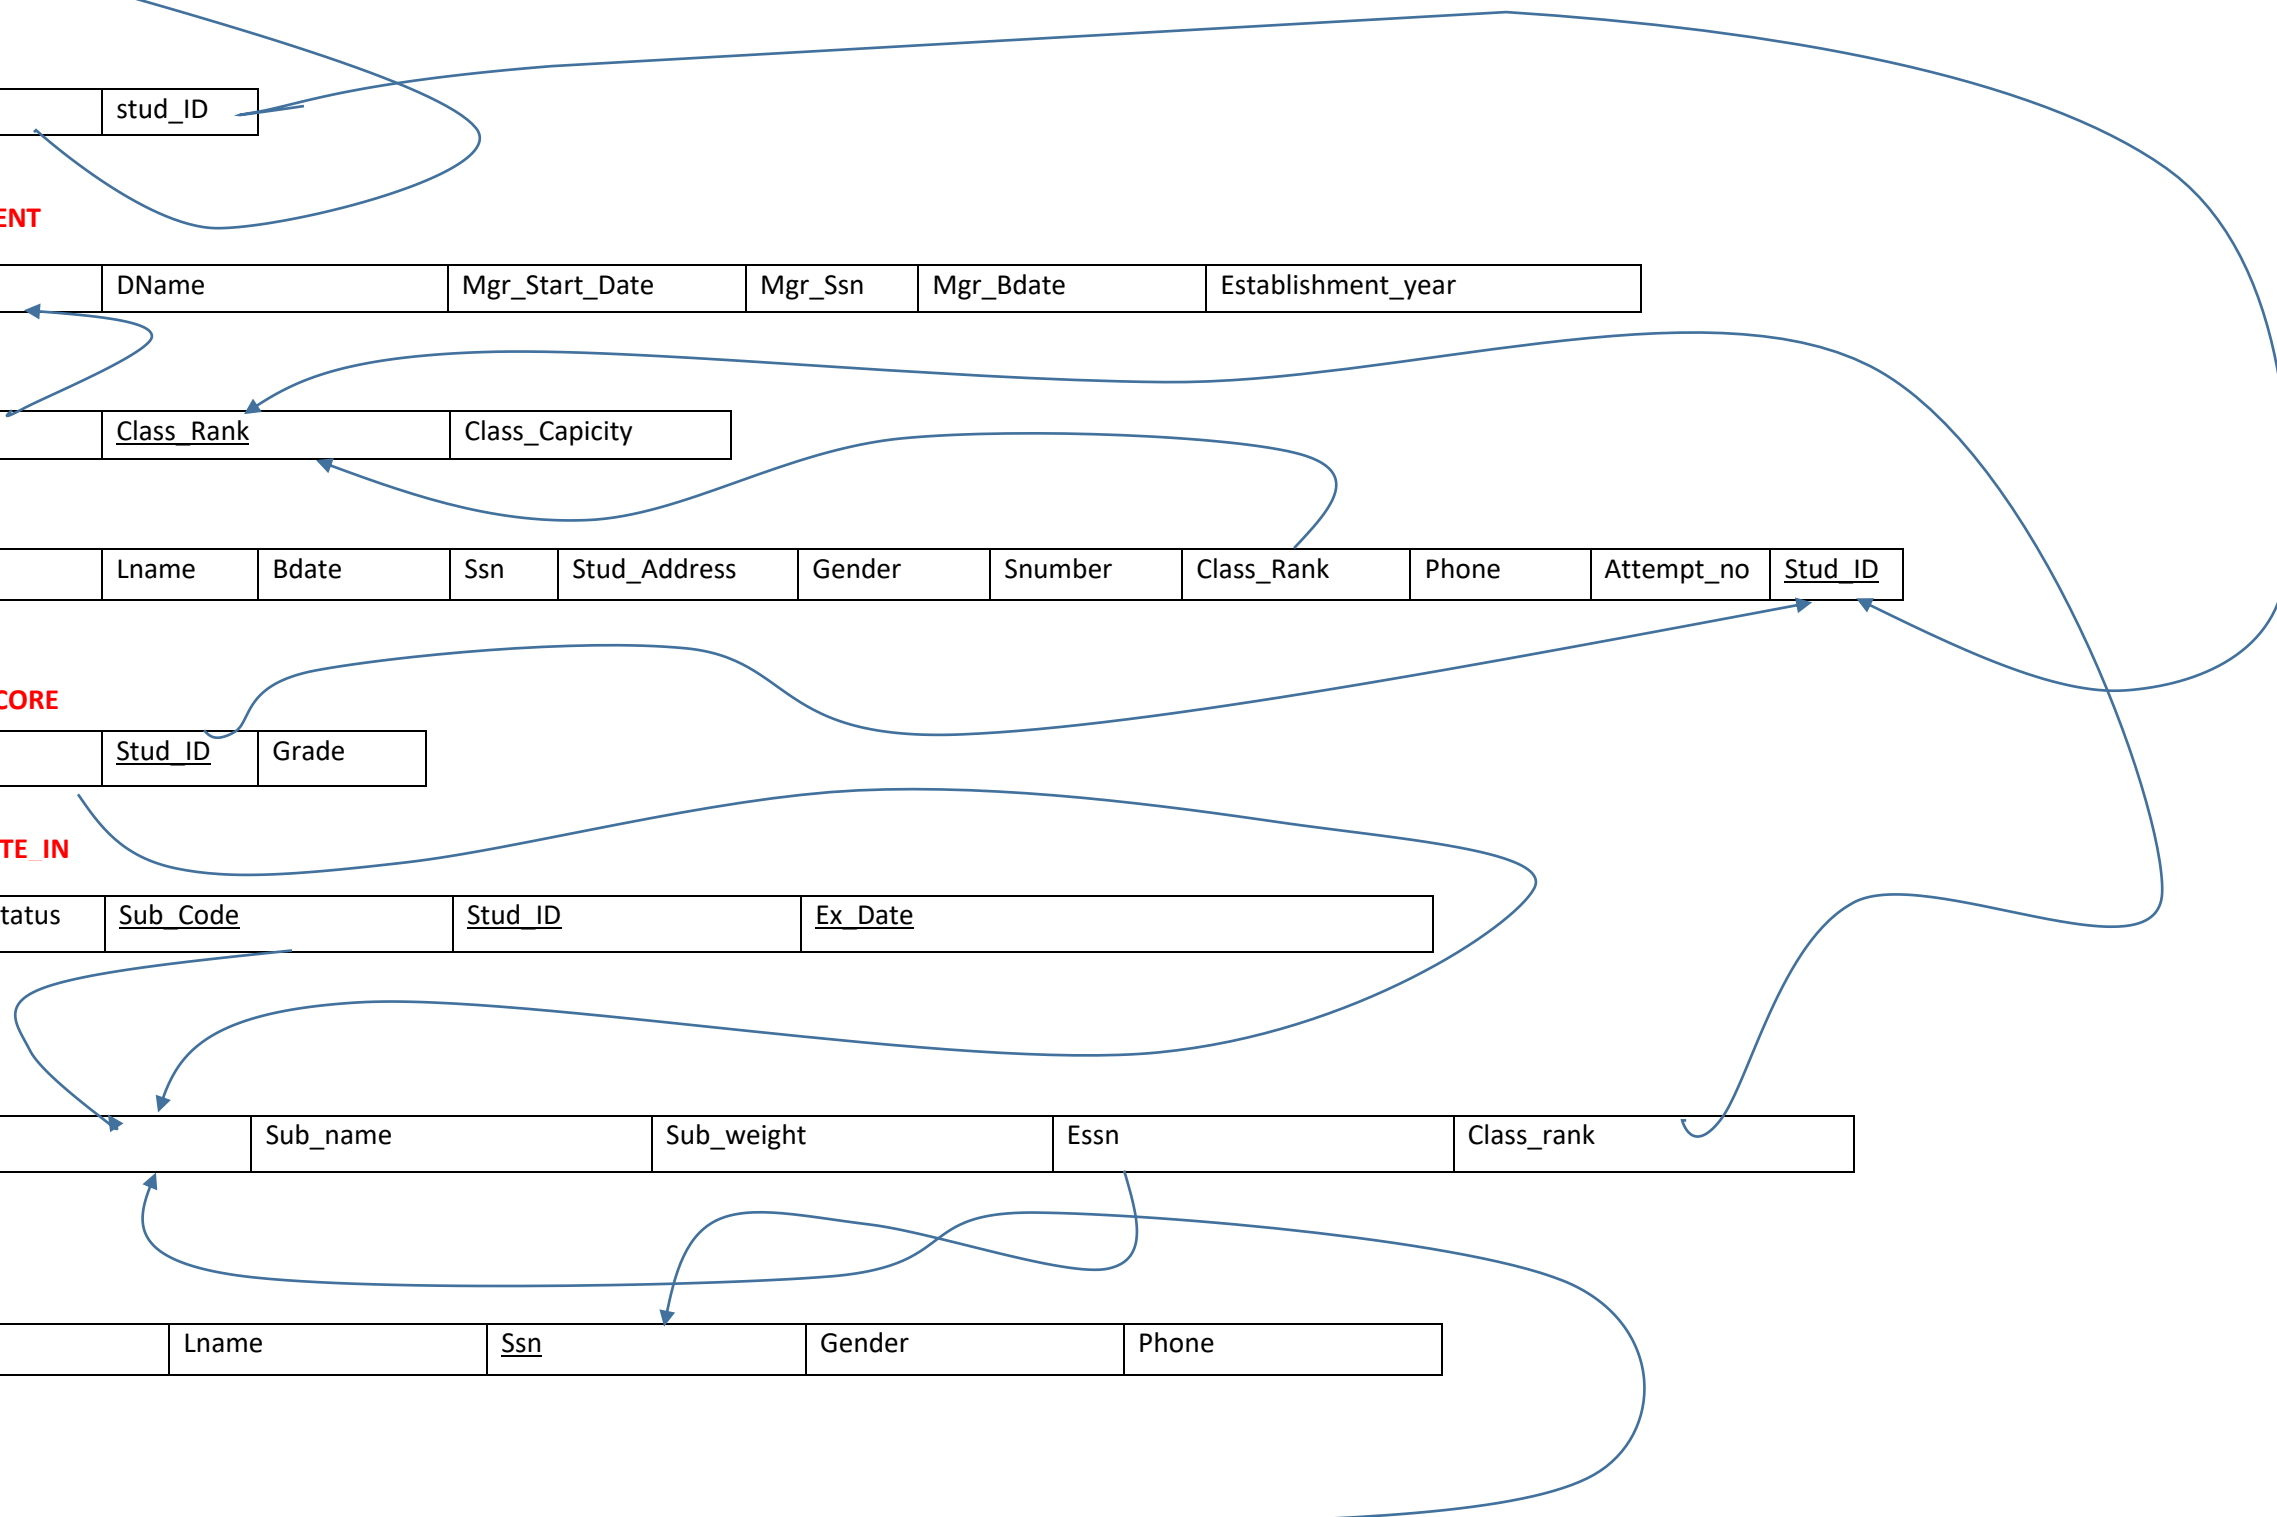 stud_ID
ENT
DName Mgr_Start_Date Mgr_Ssn Mgr_Bdate Establishment_year
Class_Rank Class_Capicity
Lname Bdate Ssn Stud_Address Gender Snumber Class_Rank Phone Attempt_no Stud_ID
CORE
Stud_ID Grade
TE_IN
tatus Sub_Code Stud_ID Ex_Date
Sub_name Sub_weight Essn Class_rank
Lname Ssn Gender Phone